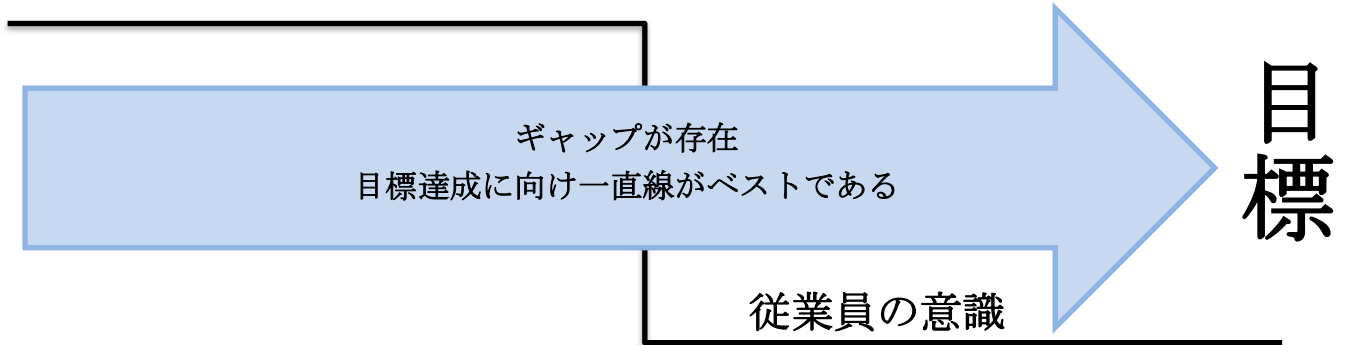 ギャップが存在
目標達成に向け一直線がベストである
目標
従業員の意識